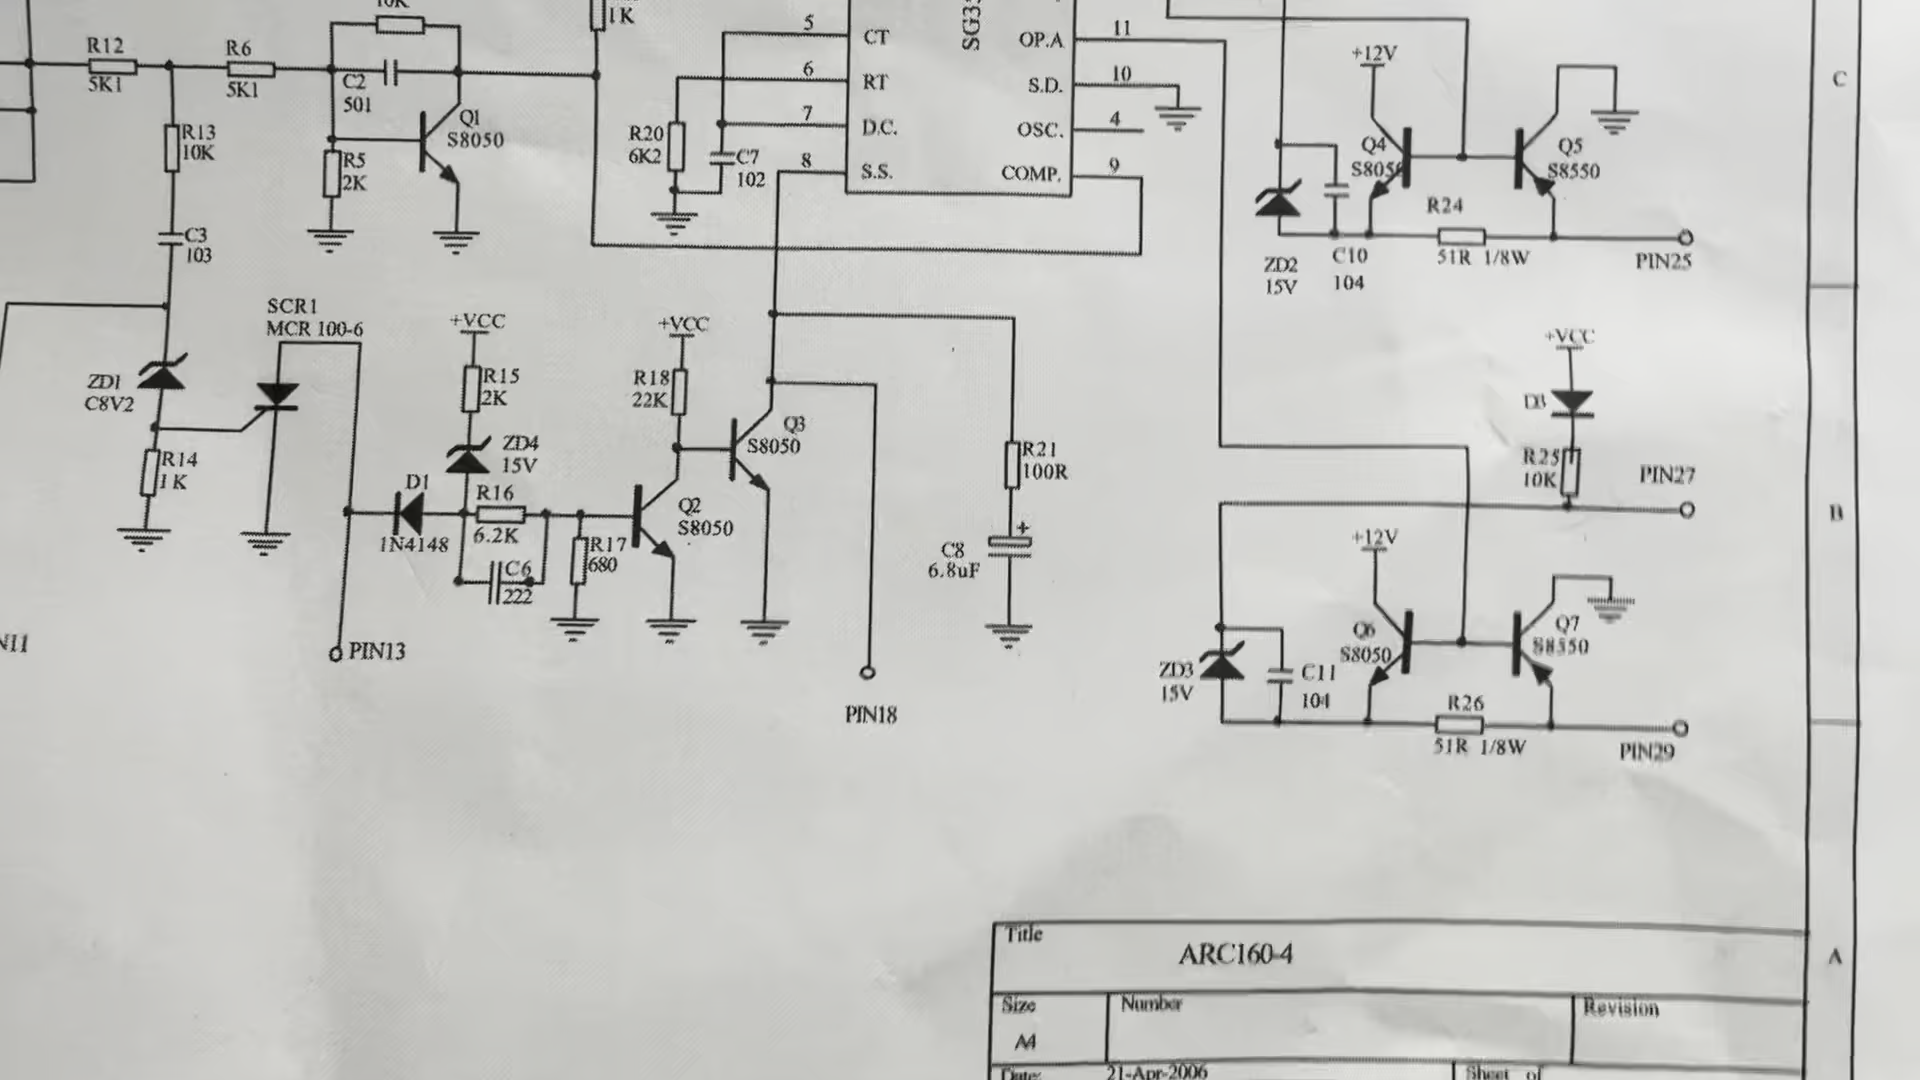 10K
1K
R12
5K1
R6
5K1
C2
501
Q1
S8050
R13
10K
R5
2K
C3
103
5
CT
6
RT
7
D.C.
8
S.S.
R20
6K2
C7
102
11
OP.A
10
S.D.
4
OSC.
9
COMP.
+12V
Q4
Q5
S8550
R24
51R 1/8W
ZD2
15V
C10
104
PIN25
C
SCR1
MCR 100-6
ZD1
C8V2
R14
1K
+VCC
R15
2K
ZD4
15V
D1
1N4148
R16
6.2K
C6
222
R17
680
+VCC
R18
22K
Q2
S8050
Q3
S8050
R21
100R
+
C8
6.8uF
PIN13
PIN18
+VCC
D3
R25
10K
PIN27
B
+12V
Q6
S8050
Q7
S8550
ZD3
15V
C11
104
R26
51R 1/8W
PIN29
Title
ARC160-4
A
Size
Number
Revision
A4
Date:
21-Apr-2006
Sheet of